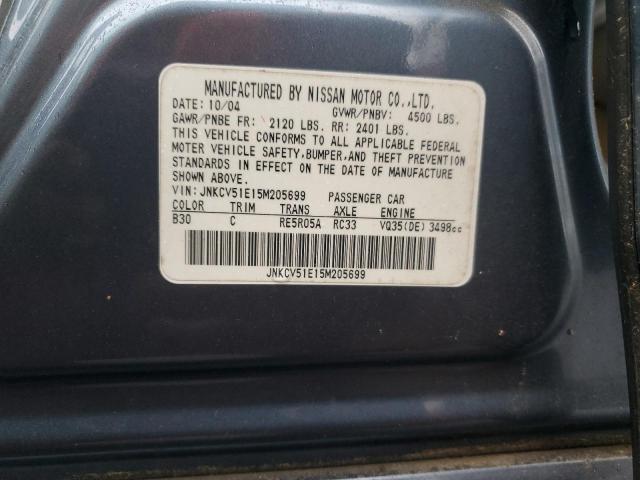 MANUFACTURED BY NISSAN MOTOR CO.,LTD.
DATE: 10/04 GVWR/PNBV: 4500 LBS.
GAWR/PNBE FR: 2120 LBS. RR: 2401 LBS.
THIS VEHICLE CONFORMS TO ALL APPLICABLE FEDERAL
MOTOR VEHICLE SAFETY, BUMPER, AND THEFT PREVENTION
STANDARDS IN EFFECT ON THE DATE OF MANUFACTURE
SHOWN ABOVE.
VIN: JNKCV51E15M205699 PASSENGER CAR
COLOR TRIM TRANS AXLE ENGINE
B30 C RE5R05A RC33 VQ35(DE) 3498cc
JNKCV51E15M205699